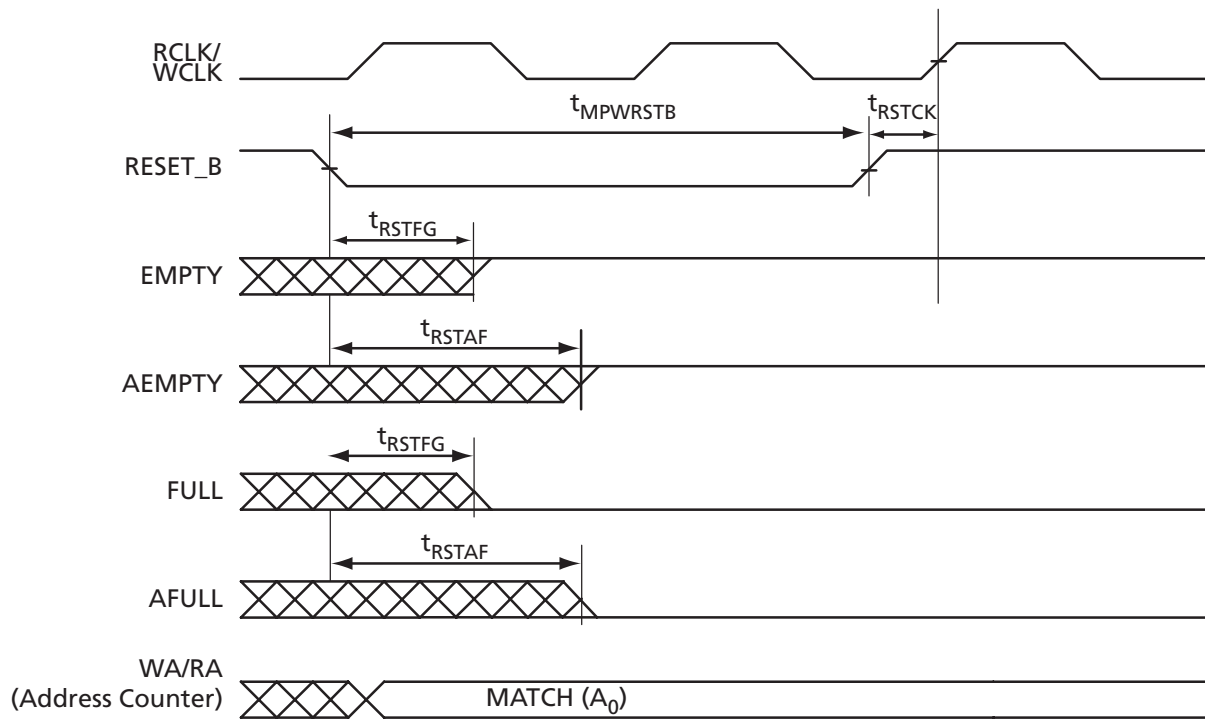 RCLK/
WCLK
tMPWRSTB
tRSTCK
RESET_B
tRSTFG
EMPTY
tRSTAF
AEMPTY
tRSTFG
FULL
tRSTAF
AFULL
WA/RA
(Address Counter)
MATCH (A0)